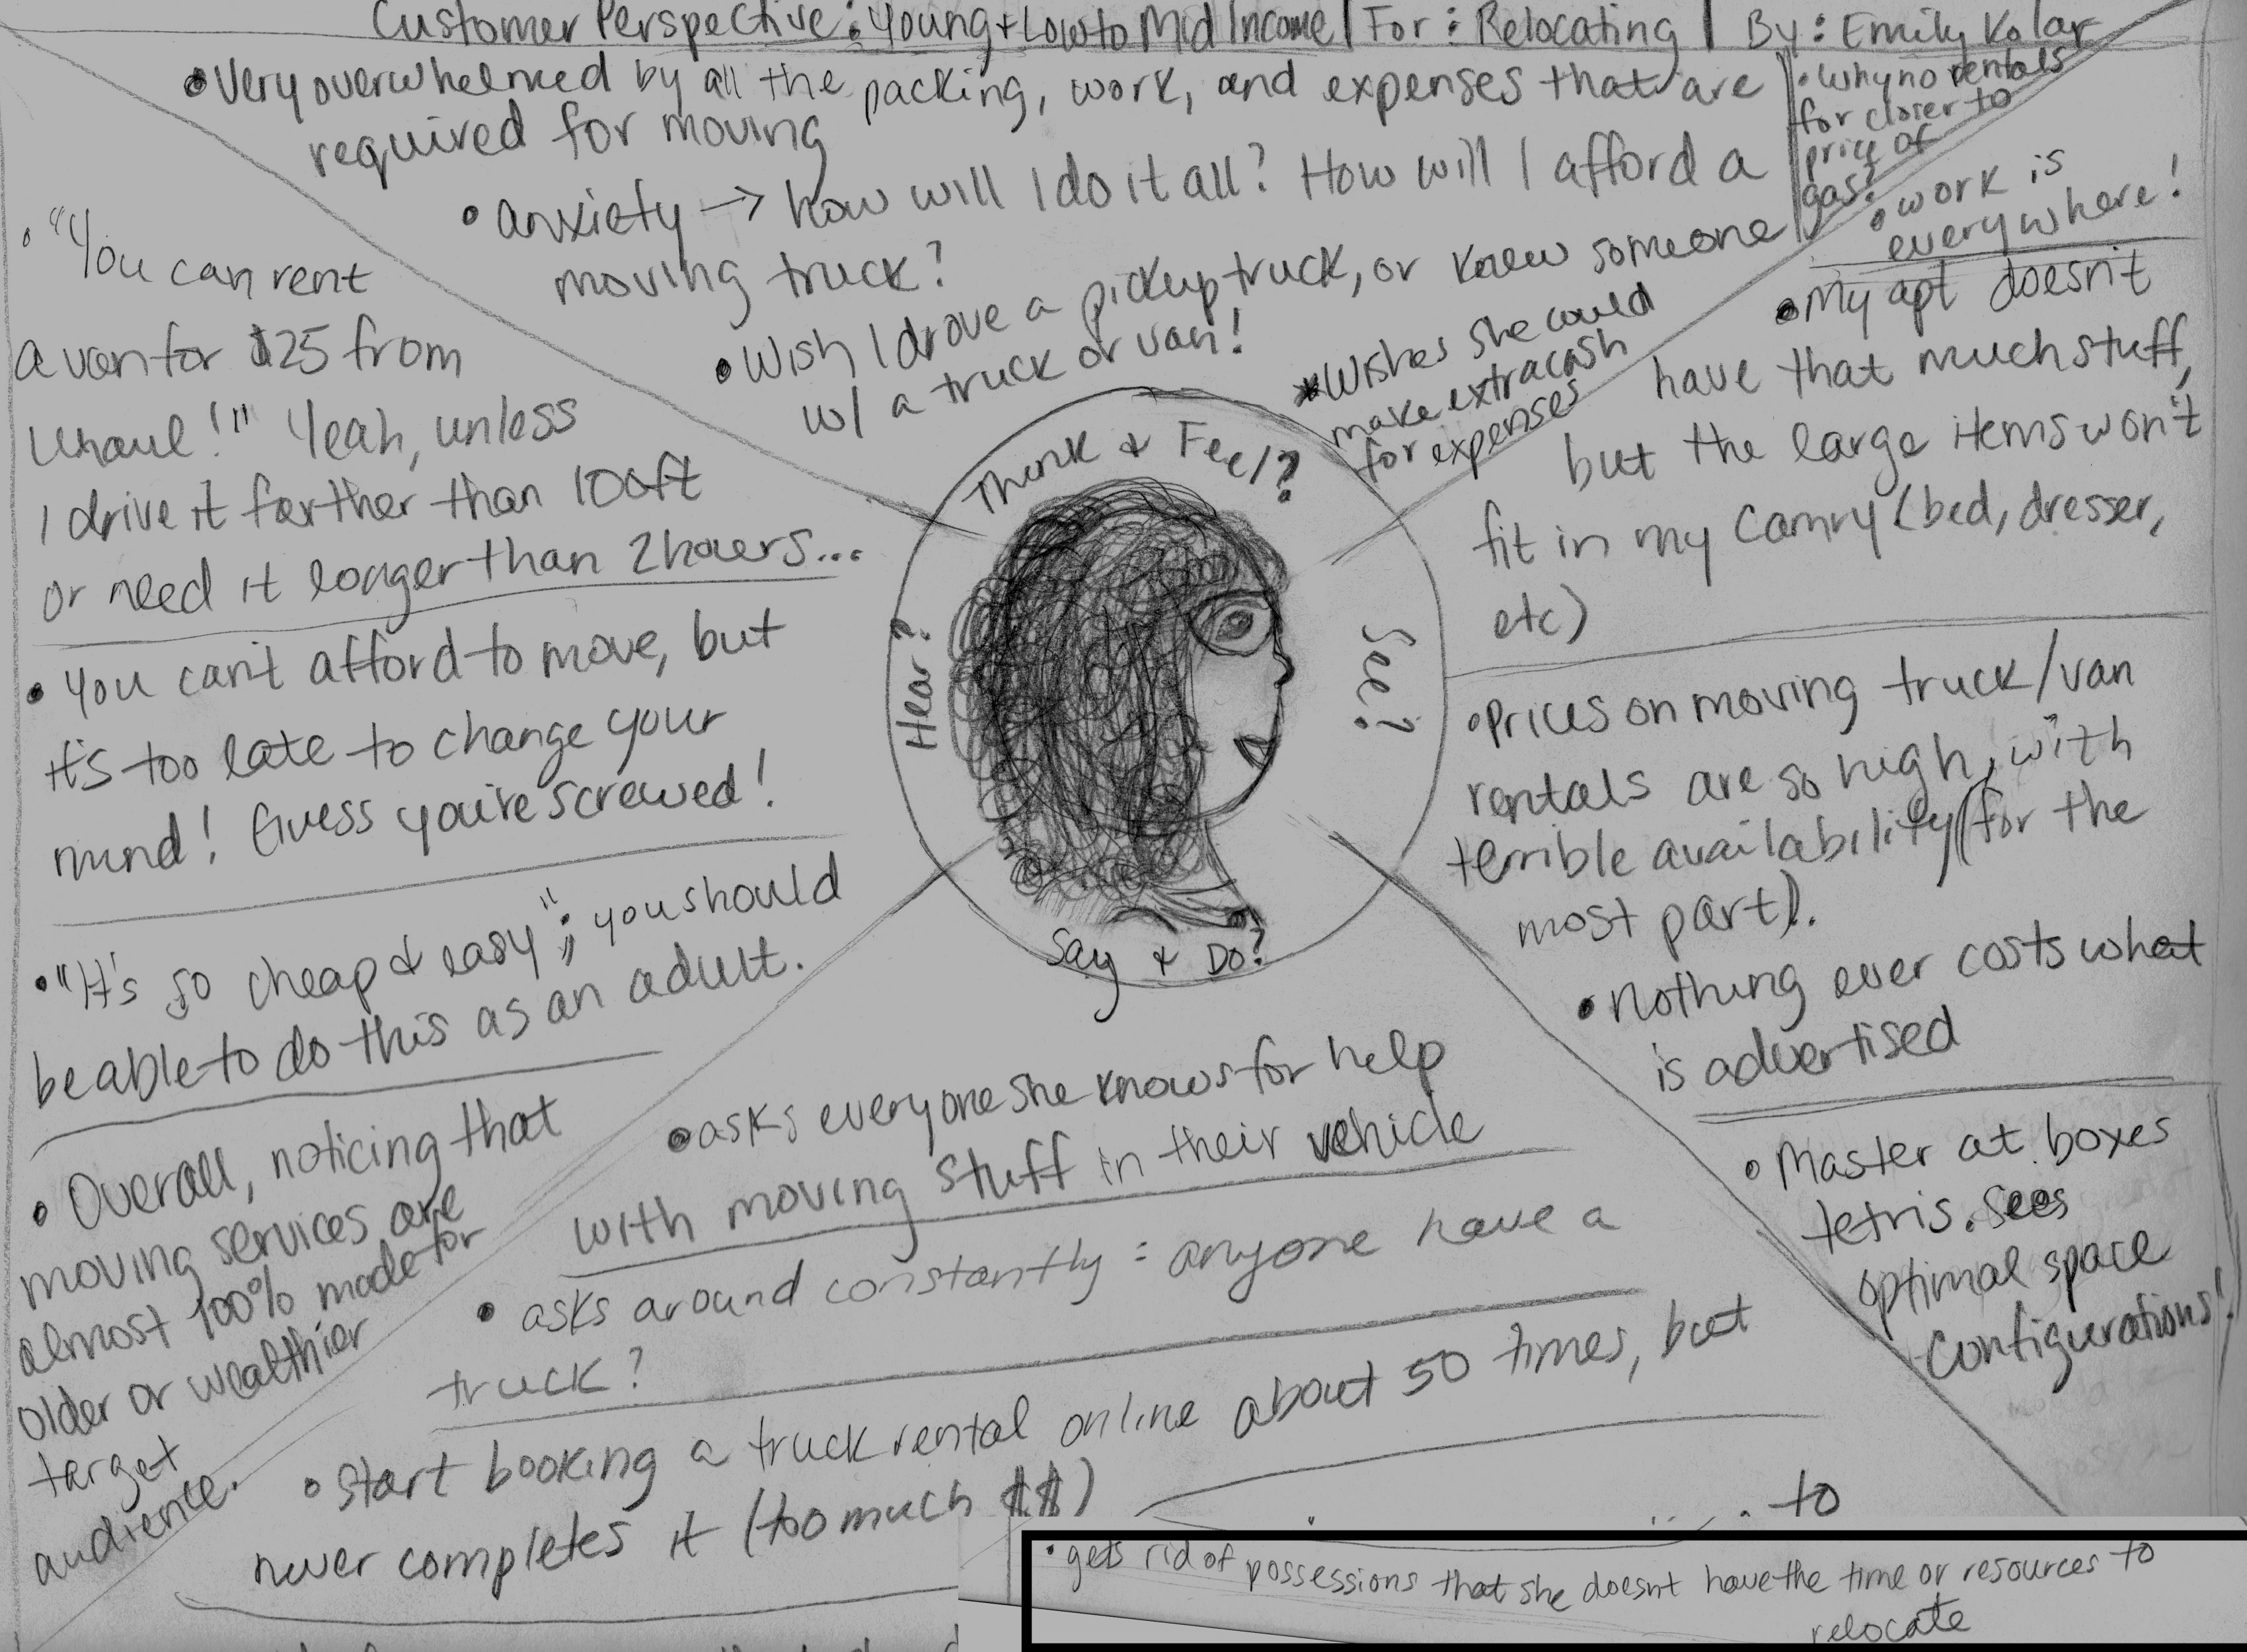 Customer Perspective: Young + Low to Mid Income | For: Relocating | By: Emily Kolar
• Very overwhelmed by all the packing, work, and expenses that are
required for moving
• anxiety → how will I do it all? How will I afford a
moving truck?
• Wish I drove a pickup truck, or knew someone
w/ a truck or van!
* Wishes she could
make extra cash
for expenses
• Why no rentals
for closer to
price of
gas?
Think & Feel?
• "You can rent
a van for $25 from
Uhaul!" Yeah, unless
I drive it farther than 100ft
or need it longer than 2 hours...
• You can't afford to move, but
it's too late to change your
mind! Guess you're screwed!
• "It's so cheap & easy"; you should
be able to do this as an adult.
• Overall, noticing that
moving services are
almost 100% made for
older or wealthier
target
audience.
Hear?
See?
• work is
everywhere!
• My apt doesn't
have that much stuff,
but the large items won't
fit in my Camry (bed, dresser,
etc)
• Prices on moving truck/van
rentals are so high, with
terrible availability (for the
most part).
• Nothing ever costs what
is advertised
• Master at boxes
tetris. Sees
optimal space
configurations!
Say & Do?
• asks everyone she knows for help
with moving stuff in their vehicle
• asks around constantly: anyone have a
truck?
• Start booking a truck rental online about 50 times, but
never completes it (too much $$)
to
• gets rid of possessions that she doesn't have the time or resources to
relocate